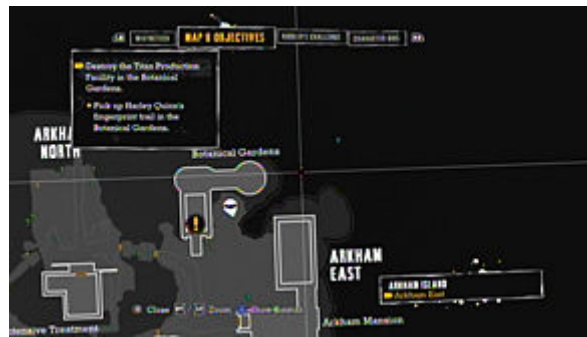 MAP & OBJECTIVES
Destroy the Titan Production
Facility in the Botanical
Gardens.
Pick up Harley Quinn's
fingerprint trail in the
Botanical Gardens.
ARKHAM
NORTH
Botanical Gardens
ARKHAM
EAST
ARKHAM ISLAND
Arkham East
Close
Zoom
tensive Treatment
Arkham Mansion